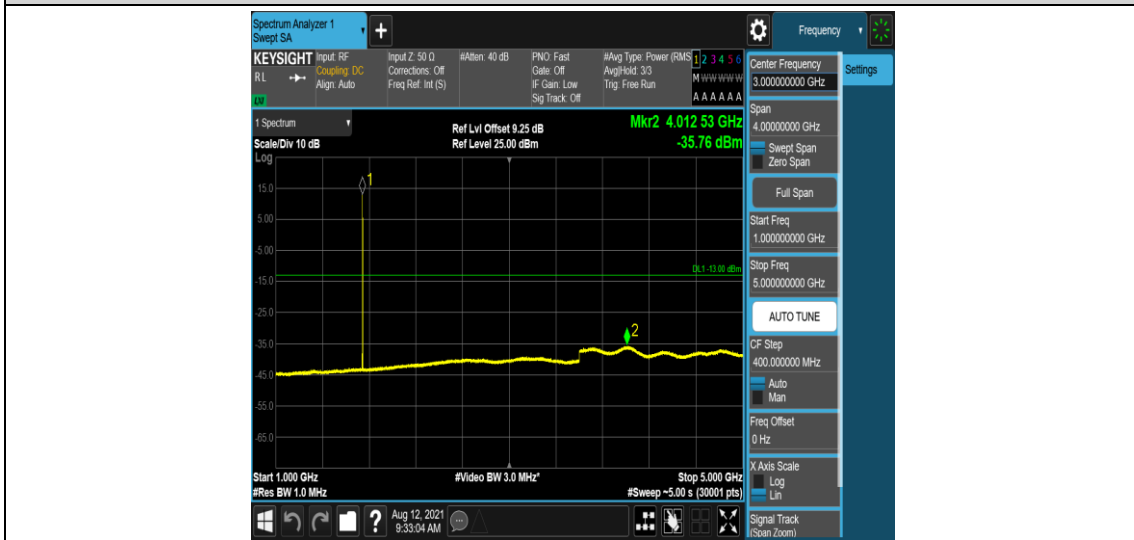 Spectrum Analyzer 1
Swept SA
+
Frequency
KEYSIGHT
RL
Input: RF
Coupling: DC
Align: Auto
Input Z: 50 Ω
Corrections: Off
Freq Ref: Int (S)
#Atten: 40 dB
PNO: Fast
Gate: Off
IF Gain: Low
Sig Track: Off
#Avg Type: Power (RMS
Avg|Hold: 3/3
Trig: Free Run
1 2 3 4 5 6
M W W W W W
A A A A A A
Center Frequency
3.000000000 GHz
Settings
Span
4.00000000 GHz
Swept Span
Zero Span
Full Span
Start Freq
1.000000000 GHz
Stop Freq
5.000000000 GHz
AUTO TUNE
CF Step
400.000000 MHz
Auto
Man
Freq Offset
0 Hz
X Axis Scale
Log
Lin
Signal Track
(Span Zoom)
1 Spectrum
Scale/Div 10 dB
Log
Ref Lvl Offset 9.25 dB
Ref Level 25.00 dBm
Mkr2 4.012 53 GHz
-35.76 dBm
1
15.0
5.00
-5.00
DL1 -13.00 dBm
-15.0
-25.0
2
-35.0
-45.0
-55.0
-65.0
Start 1.000 GHz
#Res BW 1.0 MHz
#Video BW 3.0 MHz*
Stop 5.000 GHz
#Sweep ~5.00 s (30001 pts)
?
Aug 12, 2021
9:33:04 AM